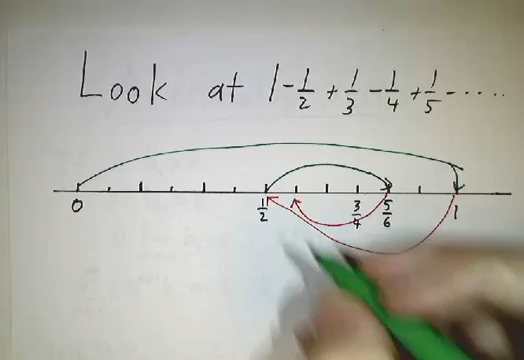 Look at 1 - 1/2 + 1/3 - 1/4 + 1/5 - .....
0 1/2 3/4 5/6 1